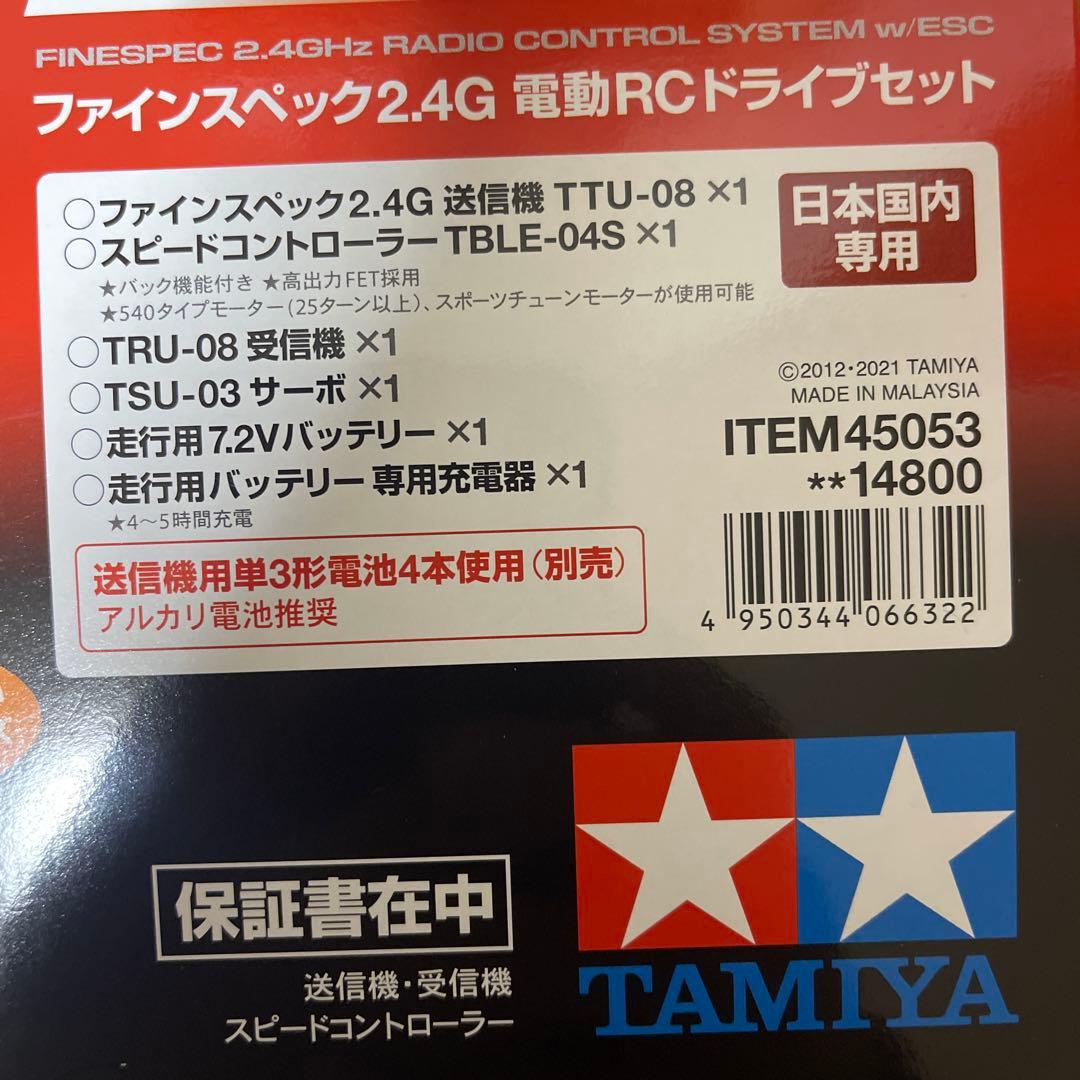 FINESPEC 2.4GHz RADIO CONTROL SYSTEM w/ESC
ファインスペック2.4G 電動RCドライブセット
○ファインスペック2.4G 送信機 TTU-08 ×1
○スピードコントローラー TBLE-04S ×1
★バック機能付き ★高出力FET採用
★540タイプモーター(25ターン以上)、スポーツチューンモーターが使用可能
○TRU-08 受信機 ×1
○TSU-03 サーボ ×1
○走行用7.2Vバッテリー ×1
○走行用バッテリー 専用充電器 ×1
★4〜5時間充電
送信機用単3形電池4本使用(別売)
アルカリ電池推奨
日本国内
専用
©2012・2021 TAMIYA
MADE IN MALAYSIA
ITEM 45053
**14800
4 950344 066322
保証書在中
送信機・受信機
スピードコントローラー
TAMIYA